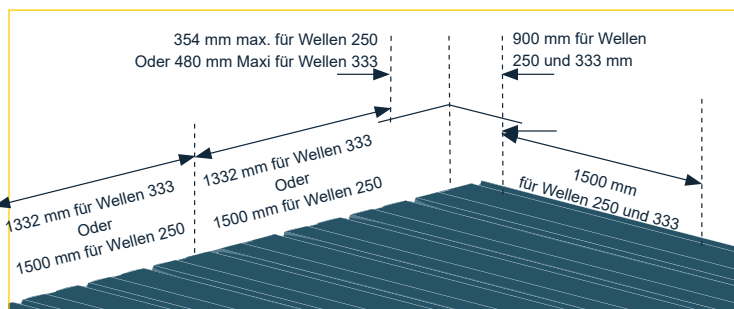 354 mm max. für Wellen 250
Oder 480 mm Maxi für Wellen 333
900 mm für Wellen
250 und 333 mm
1332 mm für Wellen 333
Oder
1500 mm für Wellen 250
1332 mm für Wellen 333
Oder
1500 mm für Wellen 250
1500 mm
für Wellen 250 und 333